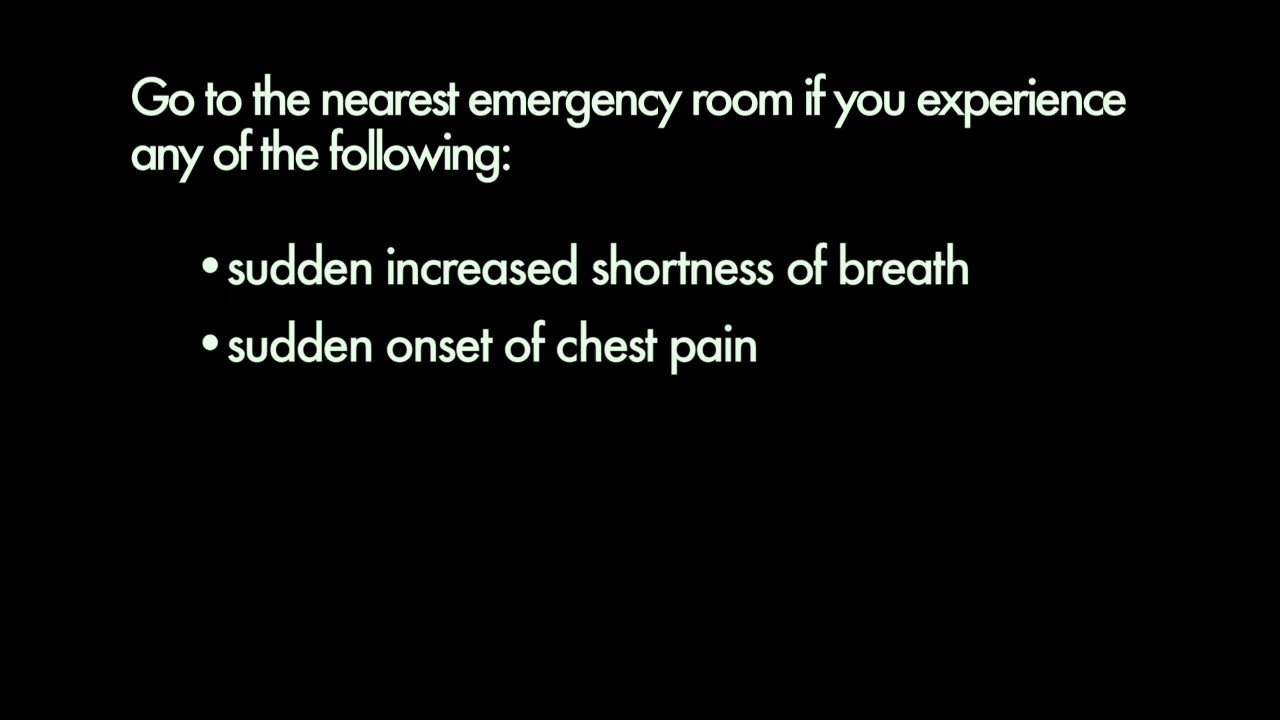 Go to the nearest emergency room if you experience
any of the following:
•sudden increased shortness of breath
•sudden onset of chest pain